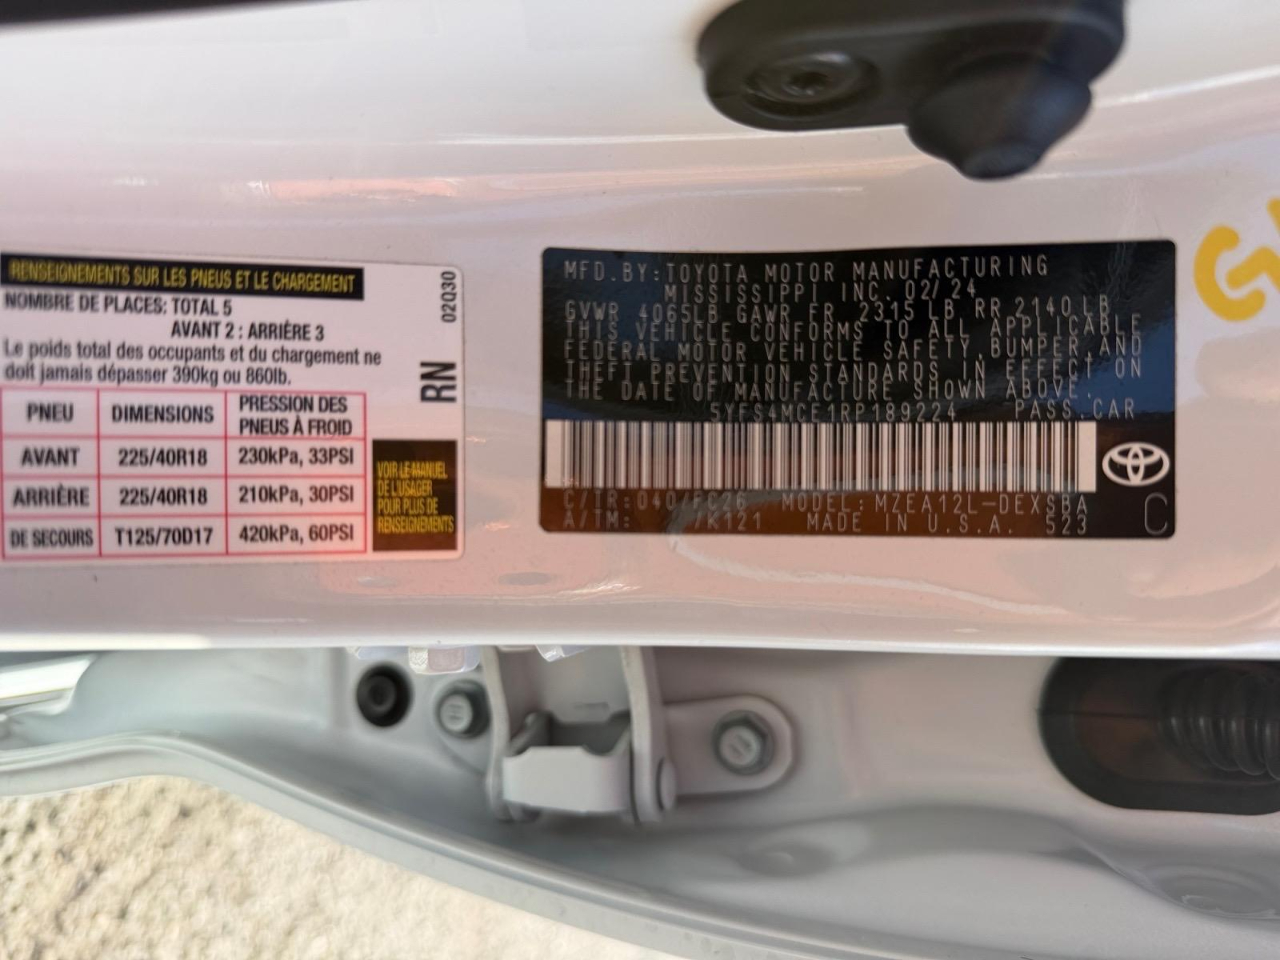 RENSEIGNEMENTS SUR LES PNEUS ET LE CHARGEMENT
NOMBRE DE PLACES: TOTAL 5
AVANT 2 : ARRIÈRE 3
Le poids total des occupants et du chargement ne
doit jamais dépasser 390kg ou 860lb.
PNEU DIMENSIONS PRESSION DES PNEUS À FROID
AVANT 225/40R18 230kPa, 33PSI
ARRIÈRE 225/40R18 210kPa, 30PSI
DE SECOURS T125/70D17 420kPa, 60PSI
02Q30
RN
VOIR LE MANUEL
DE L'USAGER
POUR PLUS DE
RENSEIGNEMENTS
MFD. BY: TOYOTA MOTOR MANUFACTURING
MISSISSIPPI INC. 02/24
GVWR 4065LB GAWR FR 2315 LB RR 2140 LB
THIS VEHICLE CONFORMS TO ALL APPLICABLE
FEDERAL MOTOR VEHICLE SAFETY, BUMPER, AND
THEFT PREVENTION STANDARDS IN EFFECT ON
THE DATE OF MANUFACTURE SHOWN ABOVE.
5YFS4MCE1RP189224 PASS. CAR
C/TR: 040/FC26 MODEL: MZEA12L-DEXSBA
A/TM: /K121 MADE IN U.S.A. 523
C